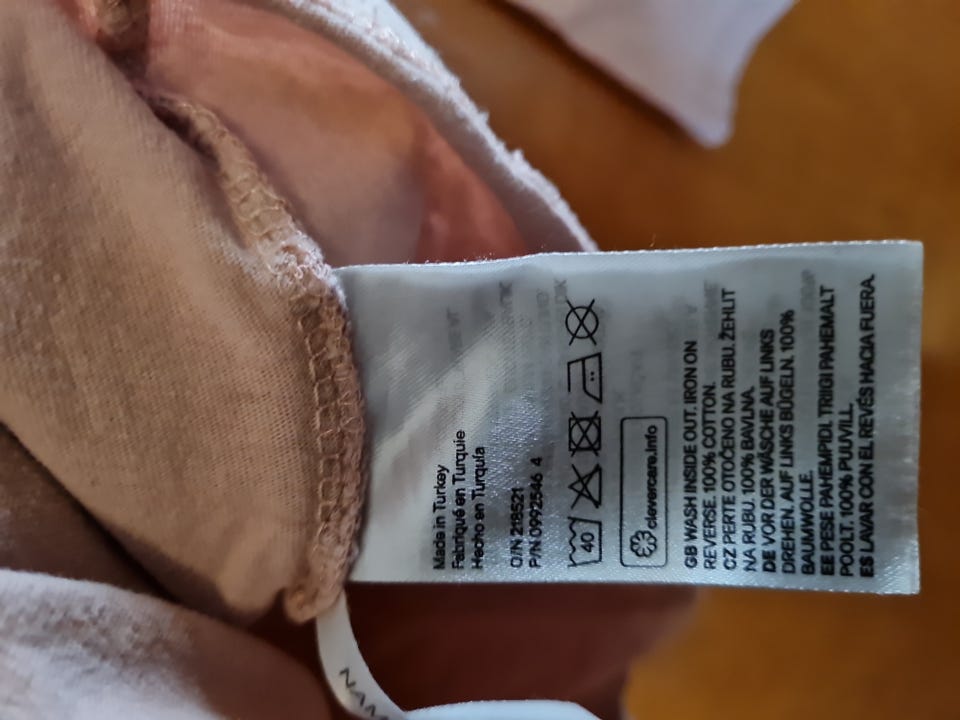 Made in Turkey
Fabriqué en Turquie
Hecho en Turquía
O/N 218521
P/N 0992546 4
40
clevercare.info
GB WASH INSIDE OUT. IRON ON
REVERSE. 100% COTTON.
CZ PERTE OTOČENO NA RUBU. ŽEHLIT
NA RUBU. 100% BAVLNA.
DE VOR DER WÄSCHE AUF LINKS
DREHEN. AUF LINKS BÜGELN. 100%
BAUMWOLLE.
EE PESE PAHEMPIDI. TRIIGI PAHEMALT
POOLT. 100% PUUVILL.
ES LAVAR CON EL REVÉS HACIA FUERA.